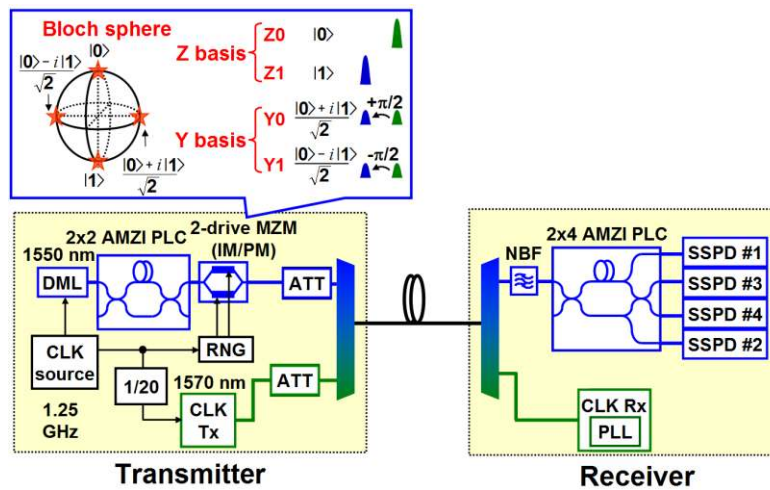 Bloch sphere
|0>
|0> – i |1>
√2
|1>
|0> + i |1>
√2
Z basis
Z0 |0>
Z1 |1>
Y basis
Y0 |0> + i |1> +π/2
√2
Y1 |0> – i |1> -π/2
√2
2x2 AMZI PLC
2-drive MZM
(IM/PM)
1550 nm
DML
ATT
CLK
source
RNG
1/20
1570 nm
CLK
Tx
ATT
1.25
GHz
Transmitter
2x4 AMZI PLC
NBF
SSPD #1
SSPD #3
SSPD #4
SSPD #2
CLK Rx
PLL
Receiver